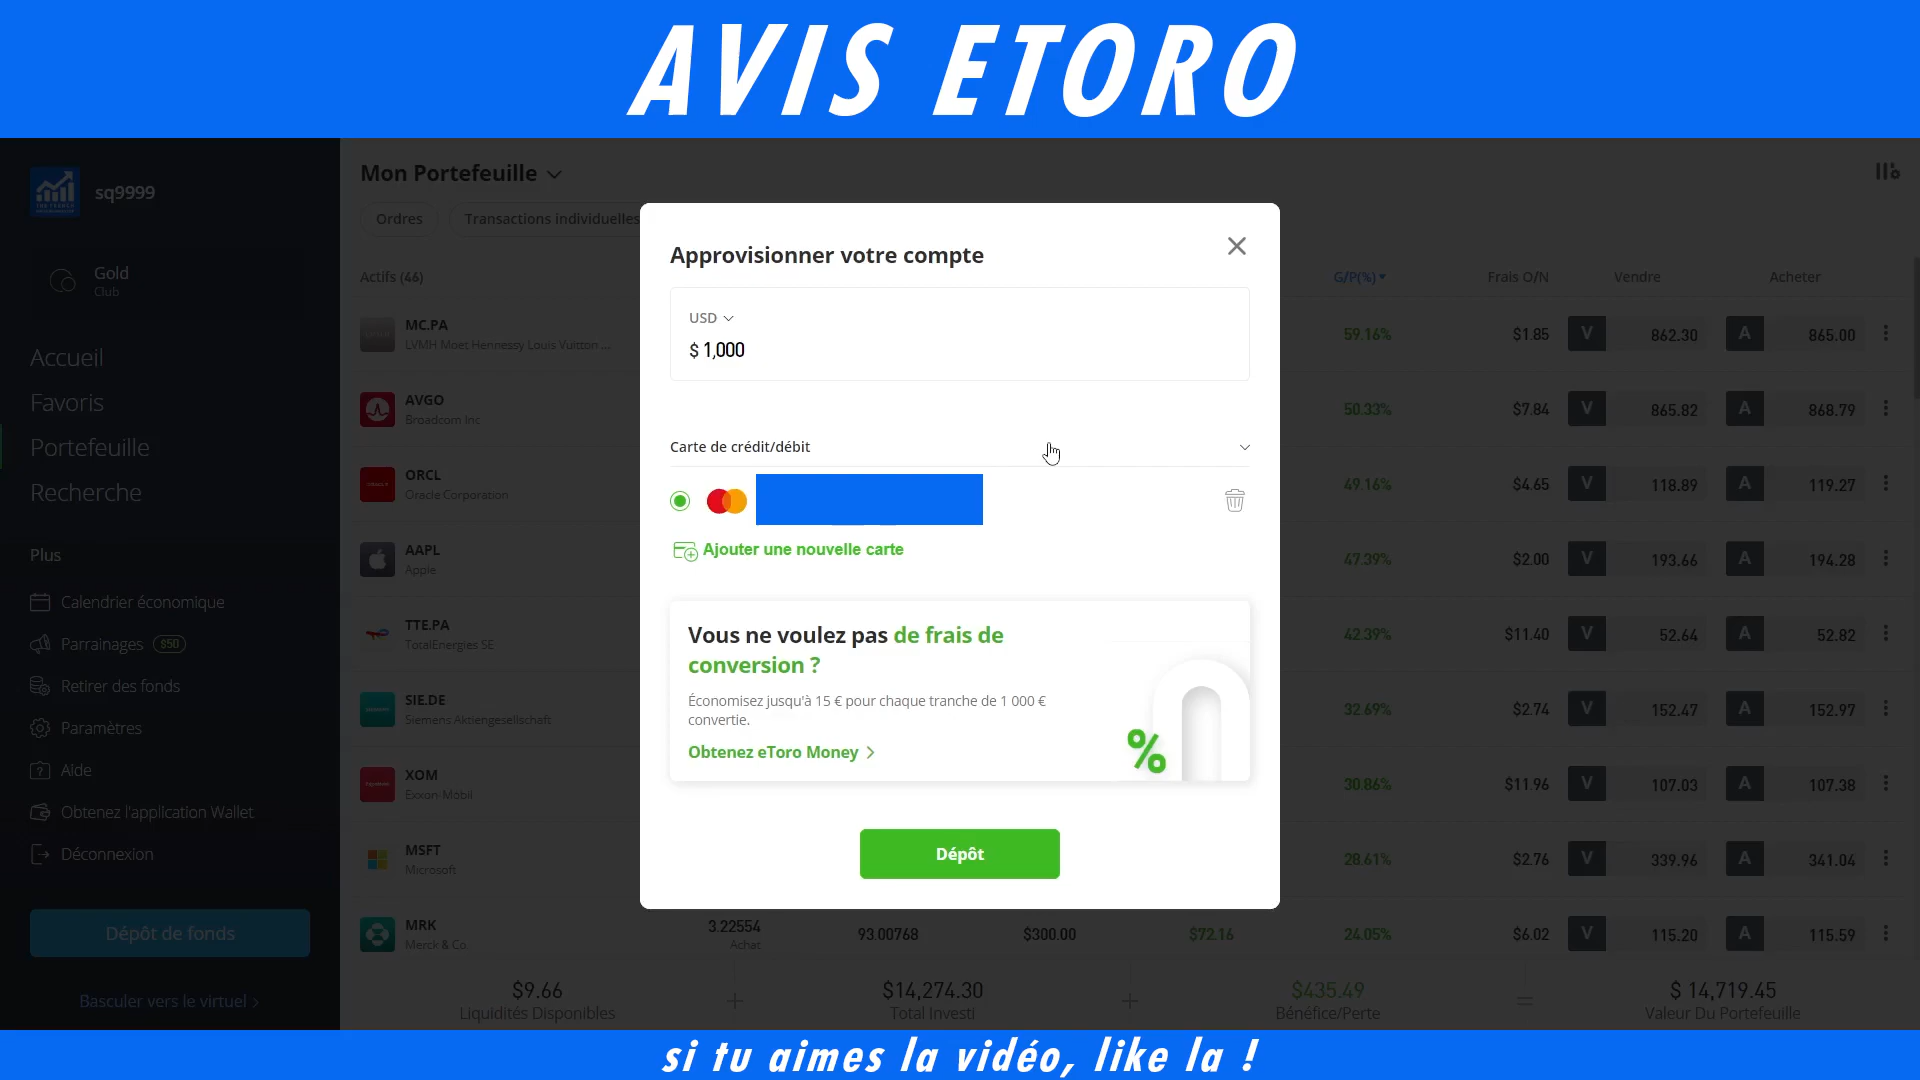 AVIS ETORO
sq9999
Gold
Club
Accueil
Favoris
Portefeuille
Recherche
Plus
Calendrier économique
Parrainages $50
Retirer des fonds
Paramètres
Aide
Obtenez l'application Wallet
Déconnexion
Dépôt de fonds
Basculer vers le virtuel >
Mon Portefeuille
Ordres
Transactions individuelles
Actifs (46) G/P(%) Frais O/N Vendre Acheter
MC.PA
LVMH Moët Hennessy Louis Vuitton ...
59.16% $1.85 V 862.30 A 865.00
AVGO
Broadcom Inc
50.33% $7.84 V 865.82 A 868.79
ORCL
Oracle Corporation
49.16% $4.65 V 118.89 A 119.27
AAPL
Apple
47.39% $2.00 V 193.66 A 194.28
TTE.PA
TotalEnergies SE
42.39% $11.40 V 52.64 A 52.82
SIE.DE
Siemens Aktiengesellschaft
32.69% $2.74 V 152.47 A 152.97
XOM
Exxon-Mobil
30.86% $11.96 V 107.03 A 107.38
MSFT
Microsoft
28.61% $2.76 V 339.96 A 341.04
MRK
Merck & Co.
3.22554
Achat
93.00768 $300.00 $72.16 24.05% $6.02 V 115.20 A 115.59
Approvisionner votre compte
USD
$ 1,000
Carte de crédit/débit
Ajouter une nouvelle carte
Vous ne voulez pas de frais de
conversion ?
Économisez jusqu'à 15 € pour chaque tranche de 1 000 €
convertie.
Obtenez eToro Money >
%
Dépôt
$9.66 + $14,274.30 + $435.49 = $ 14,719.45
Liquidités Disponibles Total Investi Bénéfice/Perte Valeur Du Portefeuille
si tu aimes la vidéo, like la !